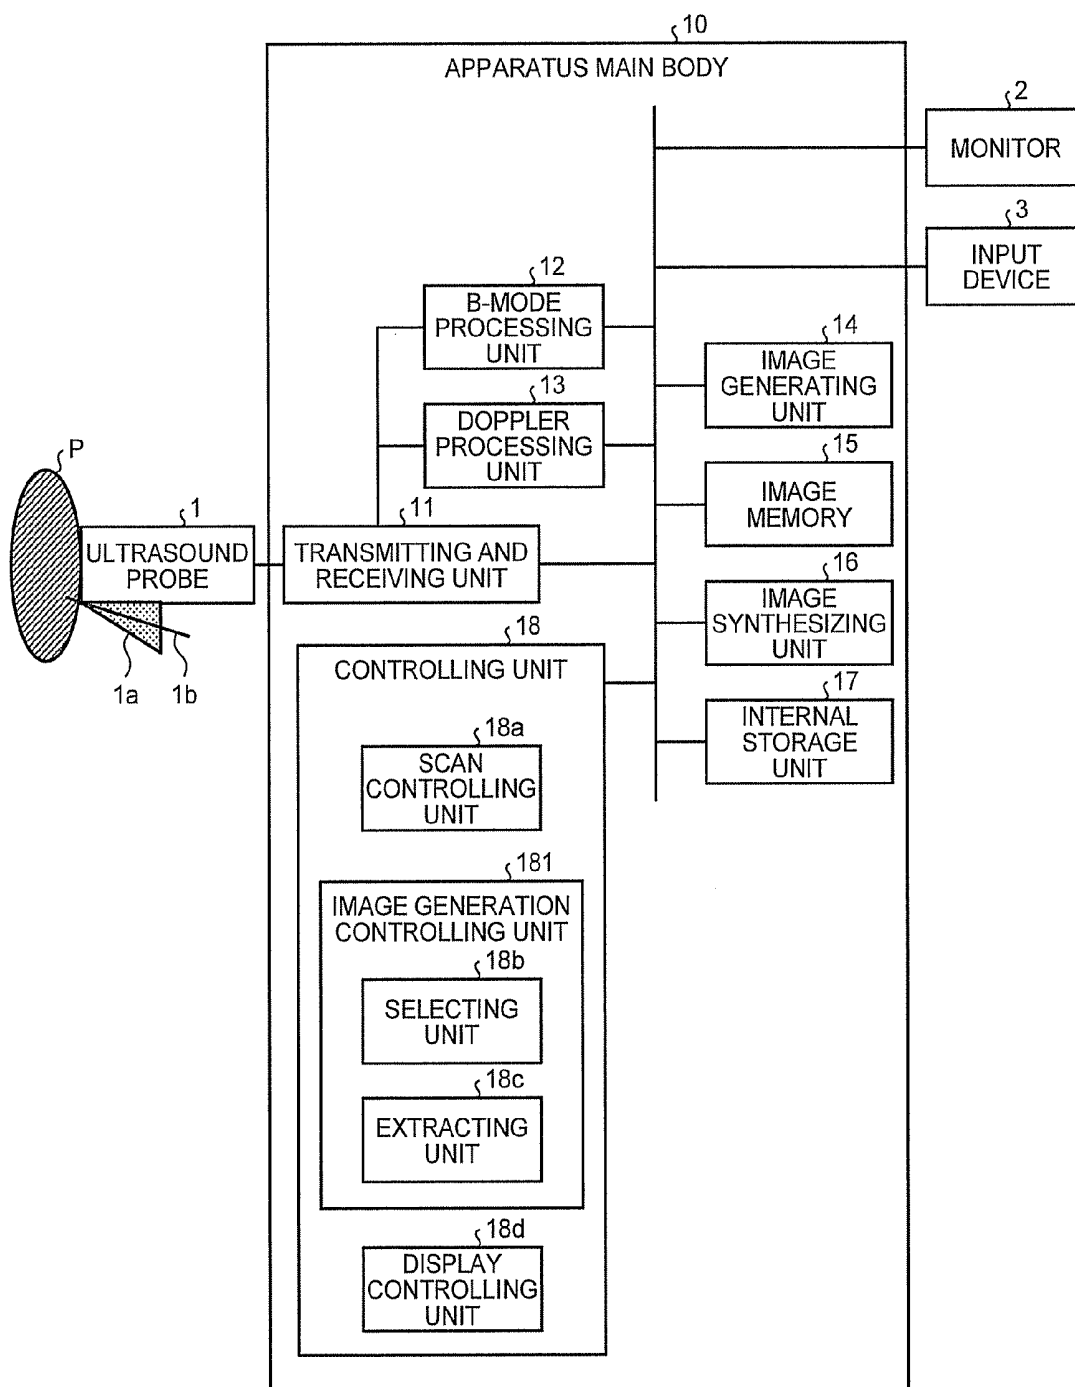 10
APPARATUS MAIN BODY
2
MONITOR
3
INPUT
DEVICE
12
B-MODE
PROCESSING
UNIT
13
DOPPLER
PROCESSING
UNIT
14
IMAGE
GENERATING
UNIT
15
IMAGE
MEMORY
P
1
ULTRASOUND
PROBE
1a
1b
11
TRANSMITTING AND
RECEIVING UNIT
16
IMAGE
SYNTHESIZING
UNIT
17
INTERNAL
STORAGE
UNIT
18
CONTROLLING UNIT
18a
SCAN
CONTROLLING
UNIT
181
IMAGE GENERATION
CONTROLLING UNIT
18b
SELECTING
UNIT
18c
EXTRACTING
UNIT
18d
DISPLAY
CONTROLLING
UNIT